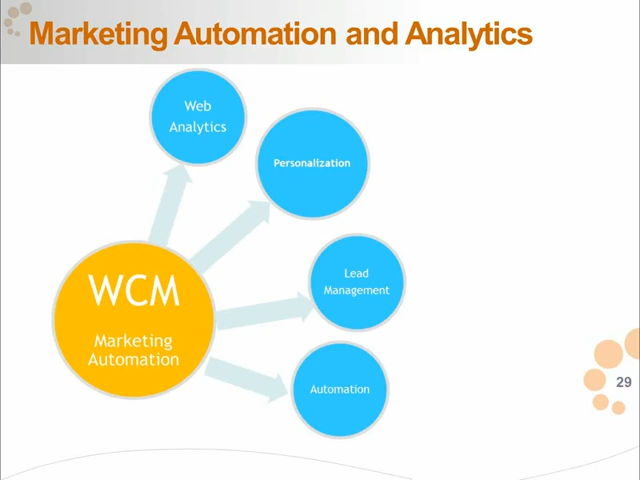 Marketing Automation and Analytics
Web
Analytics
Personalization
Lead
Management
Automation
WCM
Marketing
Automation
29